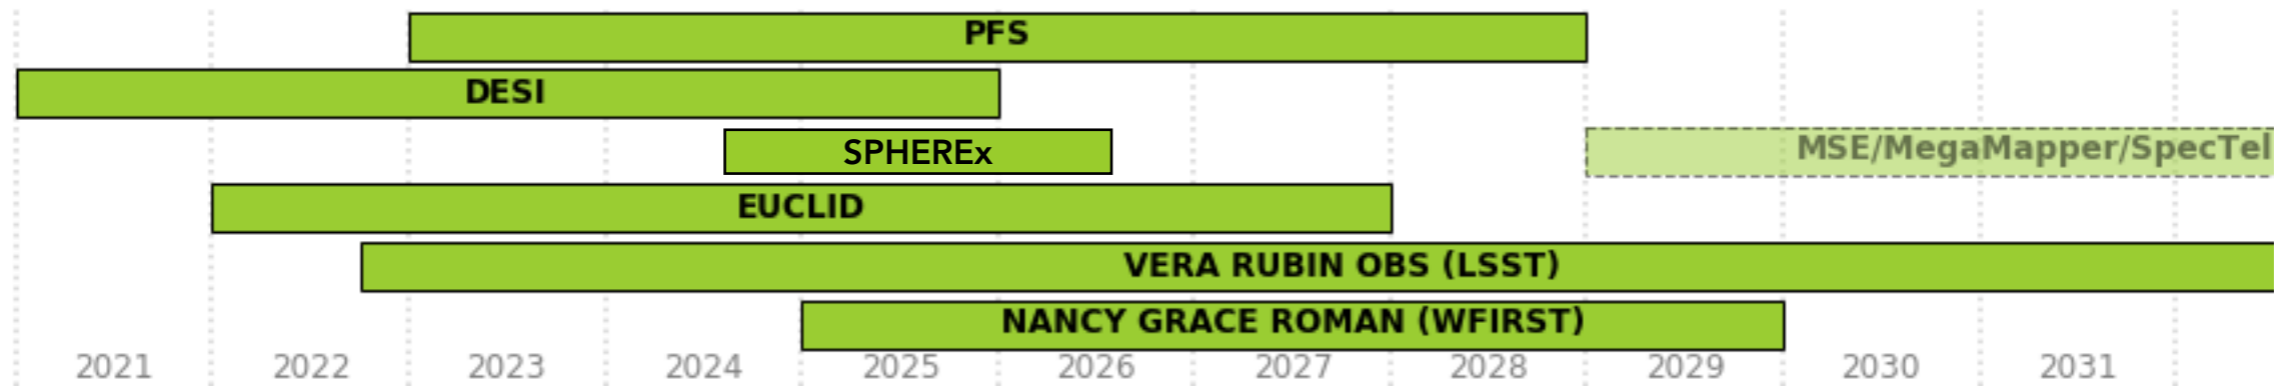 PFS
DESI
SPHEREx
MSE/MegaMapper/SpecTel
EUCLID
VERA RUBIN OBS (LSST)
NANCY GRACE ROMAN (WFIRST)
2021 2022 2023 2024 2025 2026 2027 2028 2029 2030 2031